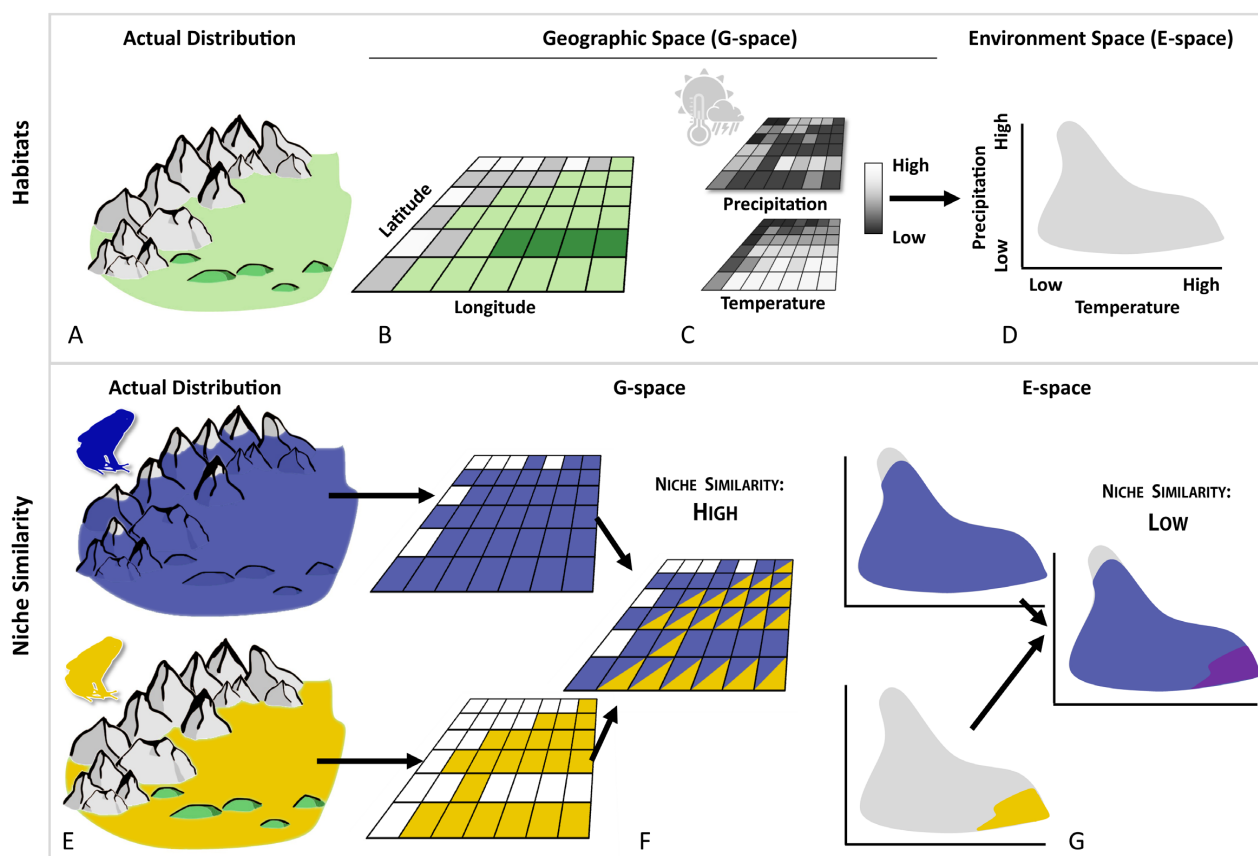 Actual Distribution
Geographic Space (G-space)
Environment Space (E-space)
Habitats
Latitude
Longitude
Precipitation
Temperature
High
Low
Precipitation
High
Low
Low
High
Temperature
A
B
C
D
Niche Similarity
Actual Distribution
G-space
E-space
NICHE SIMILARITY:
HIGH
NICHE SIMILARITY:
LOW
E
F
G